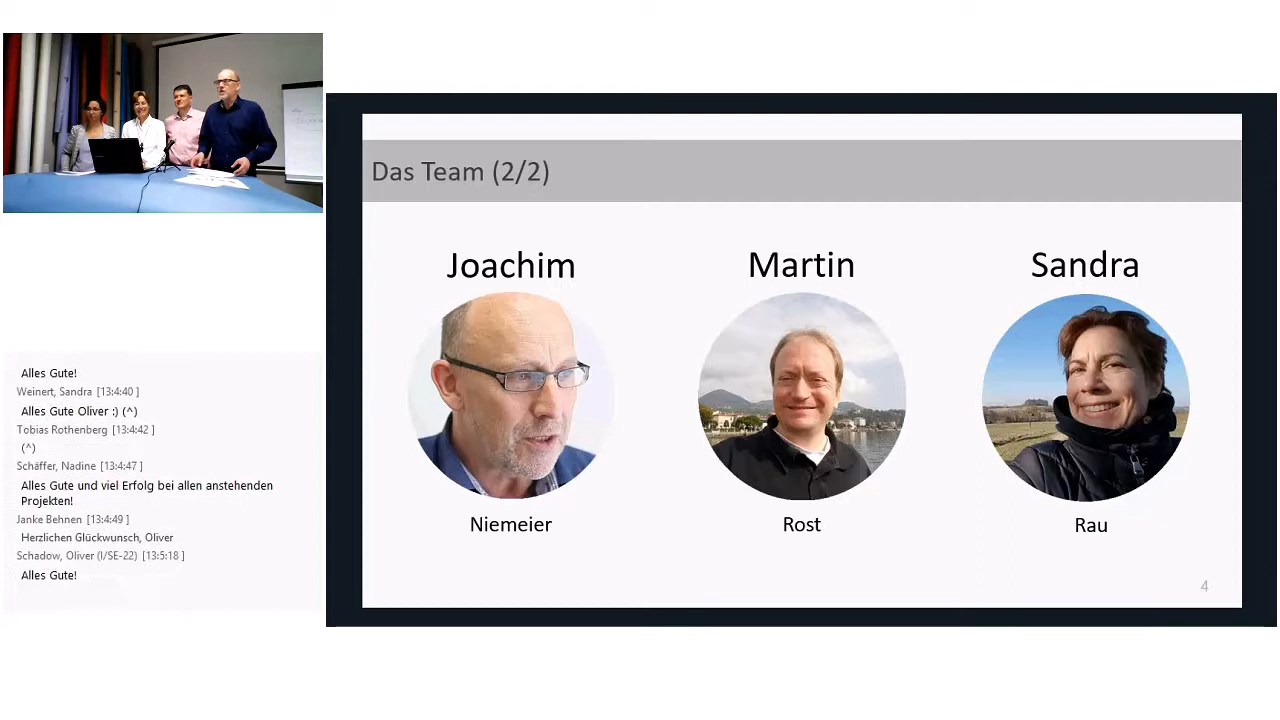 Das Team (2/2)
Joachim
Martin
Sandra
Niemeier
Rost
Rau
4
Alles Gute!
Weinert, Sandra [13:4:40 ]
Alles Gute Oliver :) (^)
Tobias Rothenberg [13:4:42 ]
(^)
Schäffer, Nadine [13:4:47 ]
Alles Gute und viel Erfolg bei allen anstehenden
Projekten!
Janke Behnen [13:4:49 ]
Herzlichen Glückwunsch, Oliver
Schadow, Oliver (I/SE-22) [13:5:18 ]
Alles Gute!